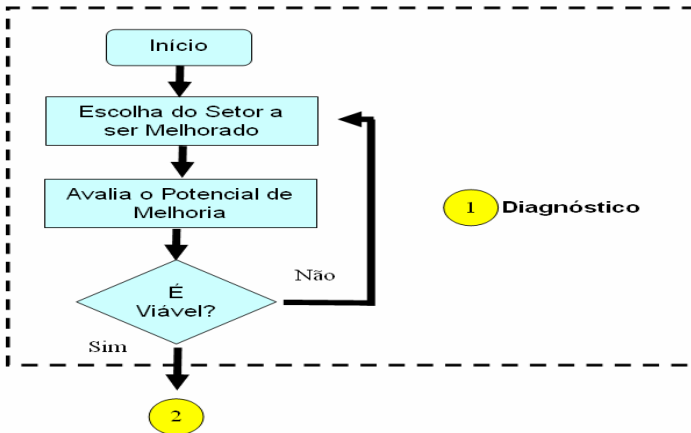 Início
Escolha do Setor a
ser Melhorado
Avalia o Potencial de
Melhoria
1 Diagnóstico
Não
É
Viável?
Sim
2